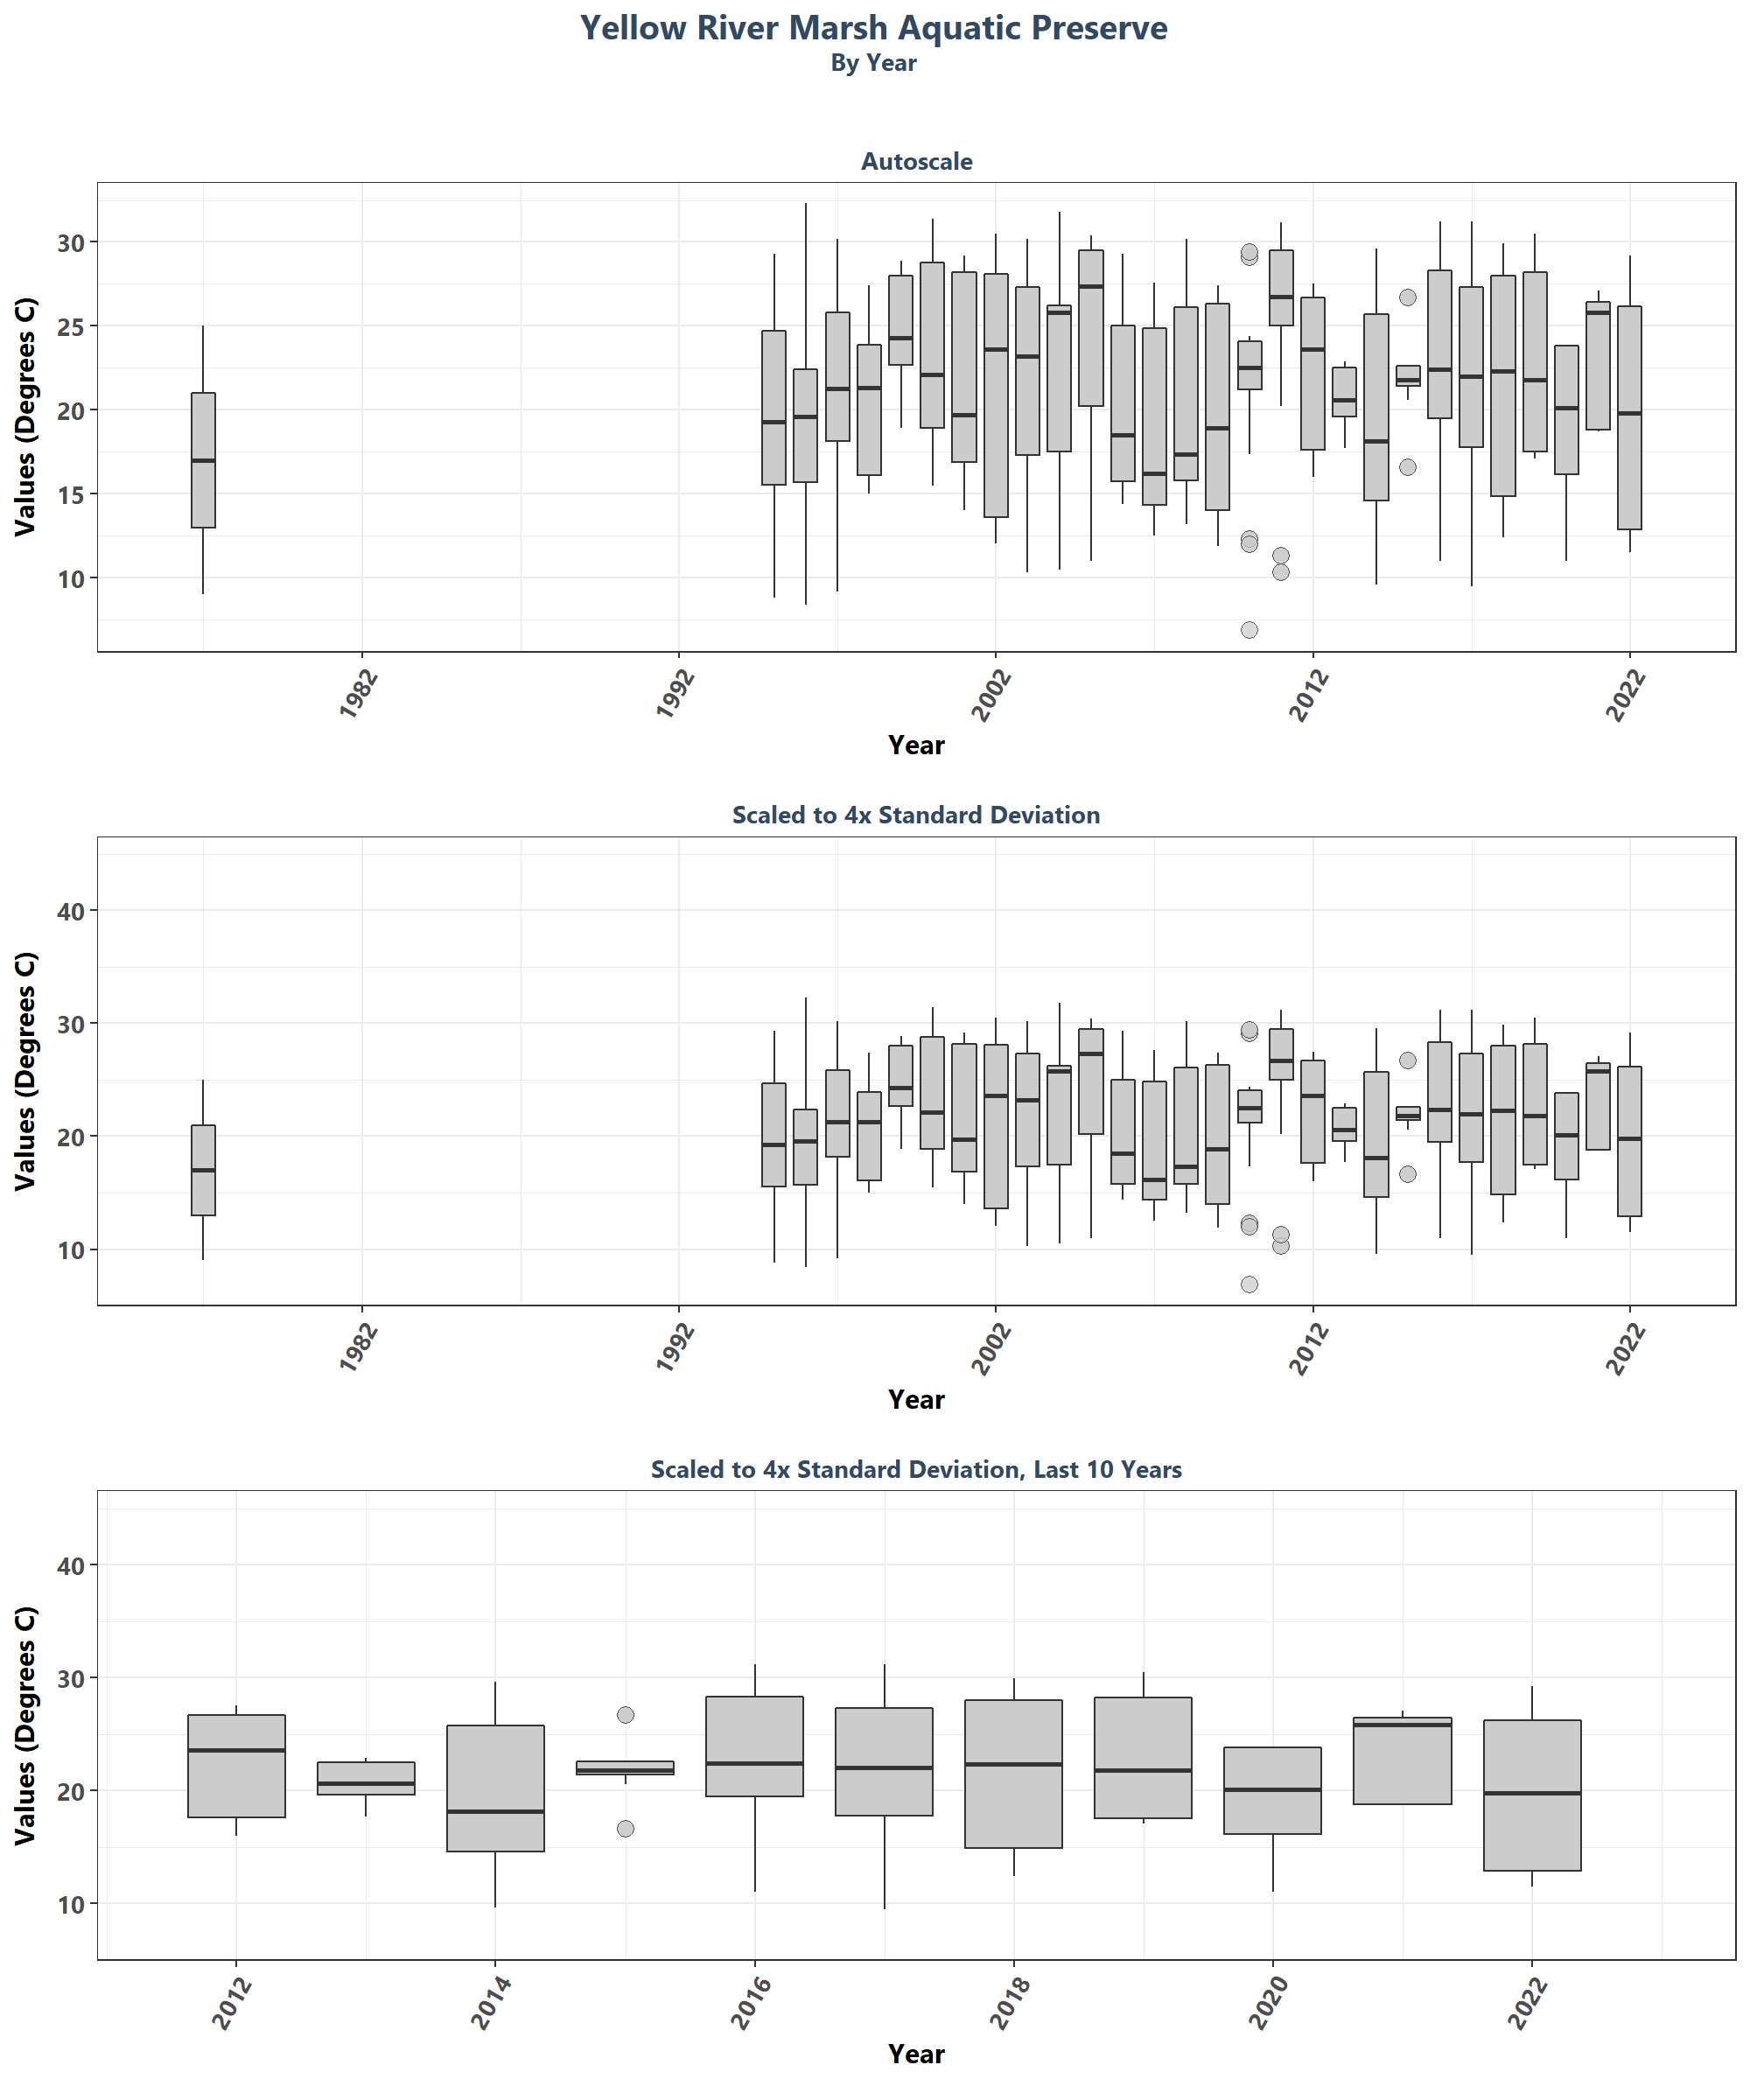 Yellow River Marsh Aquatic Preserve
By Year
Autoscale
Values (Degrees C)
30
25
20
15
10
1982
1992
2002
2012
2022
Year
Scaled to 4x Standard Deviation
Values (Degrees C)
40
30
20
10
1982
1992
2002
2012
2022
Year
Scaled to 4x Standard Deviation, Last 10 Years
Values (Degrees C)
40
30
20
10
2012
2014
2016
2018
2020
2022
Year